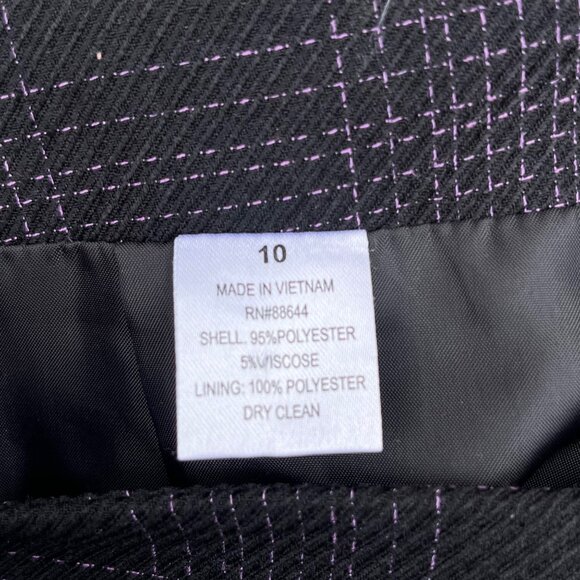 10
MADE IN VIETNAM
RN#88644
SHELL. 95%POLYESTER
5%VISCOSE
LINING: 100% POLYESTER
DRY CLEAN